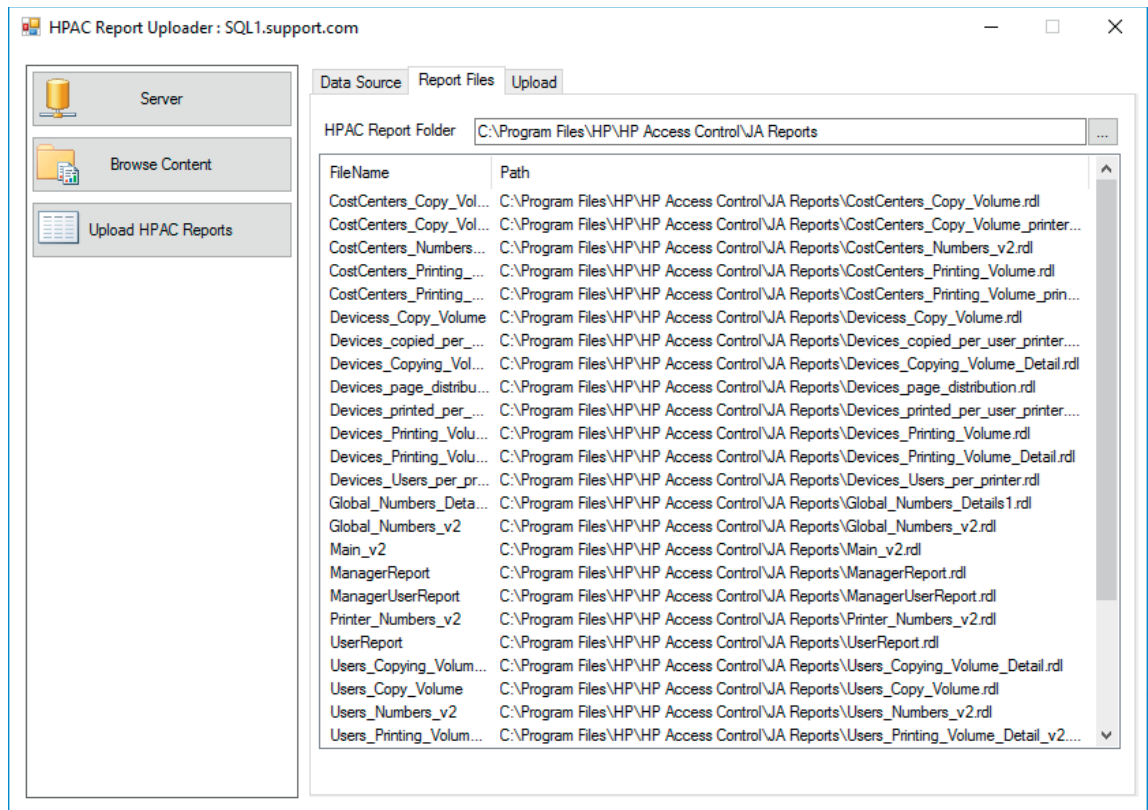 HPAC Report Uploader : SQL1.support.com
Server
Browse Content
Upload HPAC Reports
Data Source Report Files Upload
HPAC Report Folder C:\Program Files\HP\HP Access Control\JA Reports ...
FileName Path
CostCenters_Copy_Vol... C:\Program Files\HP\HP Access Control\JA Reports\CostCenters_Copy_Volume.rdl
CostCenters_Copy_Vol... C:\Program Files\HP\HP Access Control\JA Reports\CostCenters_Copy_Volume_printer...
CostCenters_Numbers... C:\Program Files\HP\HP Access Control\JA Reports\CostCenters_Numbers_v2.rdl
CostCenters_Printing_... C:\Program Files\HP\HP Access Control\JA Reports\CostCenters_Printing_Volume.rdl
CostCenters_Printing_... C:\Program Files\HP\HP Access Control\JA Reports\CostCenters_Printing_Volume_prin...
Devicess_Copy_Volume C:\Program Files\HP\HP Access Control\JA Reports\Devicess_Copy_Volume.rdl
Devices_copied_per_... C:\Program Files\HP\HP Access Control\JA Reports\Devices_copied_per_user_printer....
Devices_Copying_Vol... C:\Program Files\HP\HP Access Control\JA Reports\Devices_Copying_Volume_Detail.rdl
Devices_page_distribu... C:\Program Files\HP\HP Access Control\JA Reports\Devices_page_distribution.rdl
Devices_printed_per_... C:\Program Files\HP\HP Access Control\JA Reports\Devices_printed_per_user_printer....
Devices_Printing_Volu... C:\Program Files\HP\HP Access Control\JA Reports\Devices_Printing_Volume.rdl
Devices_Printing_Volu... C:\Program Files\HP\HP Access Control\JA Reports\Devices_Printing_Volume_Detail.rdl
Devices_Users_per_pr... C:\Program Files\HP\HP Access Control\JA Reports\Devices_Users_per_printer.rdl
Global_Numbers_Deta... C:\Program Files\HP\HP Access Control\JA Reports\Global_Numbers_Details1.rdl
Global_Numbers_v2 C:\Program Files\HP\HP Access Control\JA Reports\Global_Numbers_v2.rdl
Main_v2 C:\Program Files\HP\HP Access Control\JA Reports\Main_v2.rdl
ManagerReport C:\Program Files\HP\HP Access Control\JA Reports\ManagerReport.rdl
ManagerUserReport C:\Program Files\HP\HP Access Control\JA Reports\ManagerUserReport.rdl
Printer_Numbers_v2 C:\Program Files\HP\HP Access Control\JA Reports\Printer_Numbers_v2.rdl
UserReport C:\Program Files\HP\HP Access Control\JA Reports\UserReport.rdl
Users_Copying_Volum... C:\Program Files\HP\HP Access Control\JA Reports\Users_Copying_Volume_Detail.rdl
Users_Copy_Volume C:\Program Files\HP\HP Access Control\JA Reports\Users_Copy_Volume.rdl
Users_Numbers_v2 C:\Program Files\HP\HP Access Control\JA Reports\Users_Numbers_v2.rdl
Users_Printing_Volum... C:\Program Files\HP\HP Access Control\JA Reports\Users_Printing_Volume_Detail_v2....